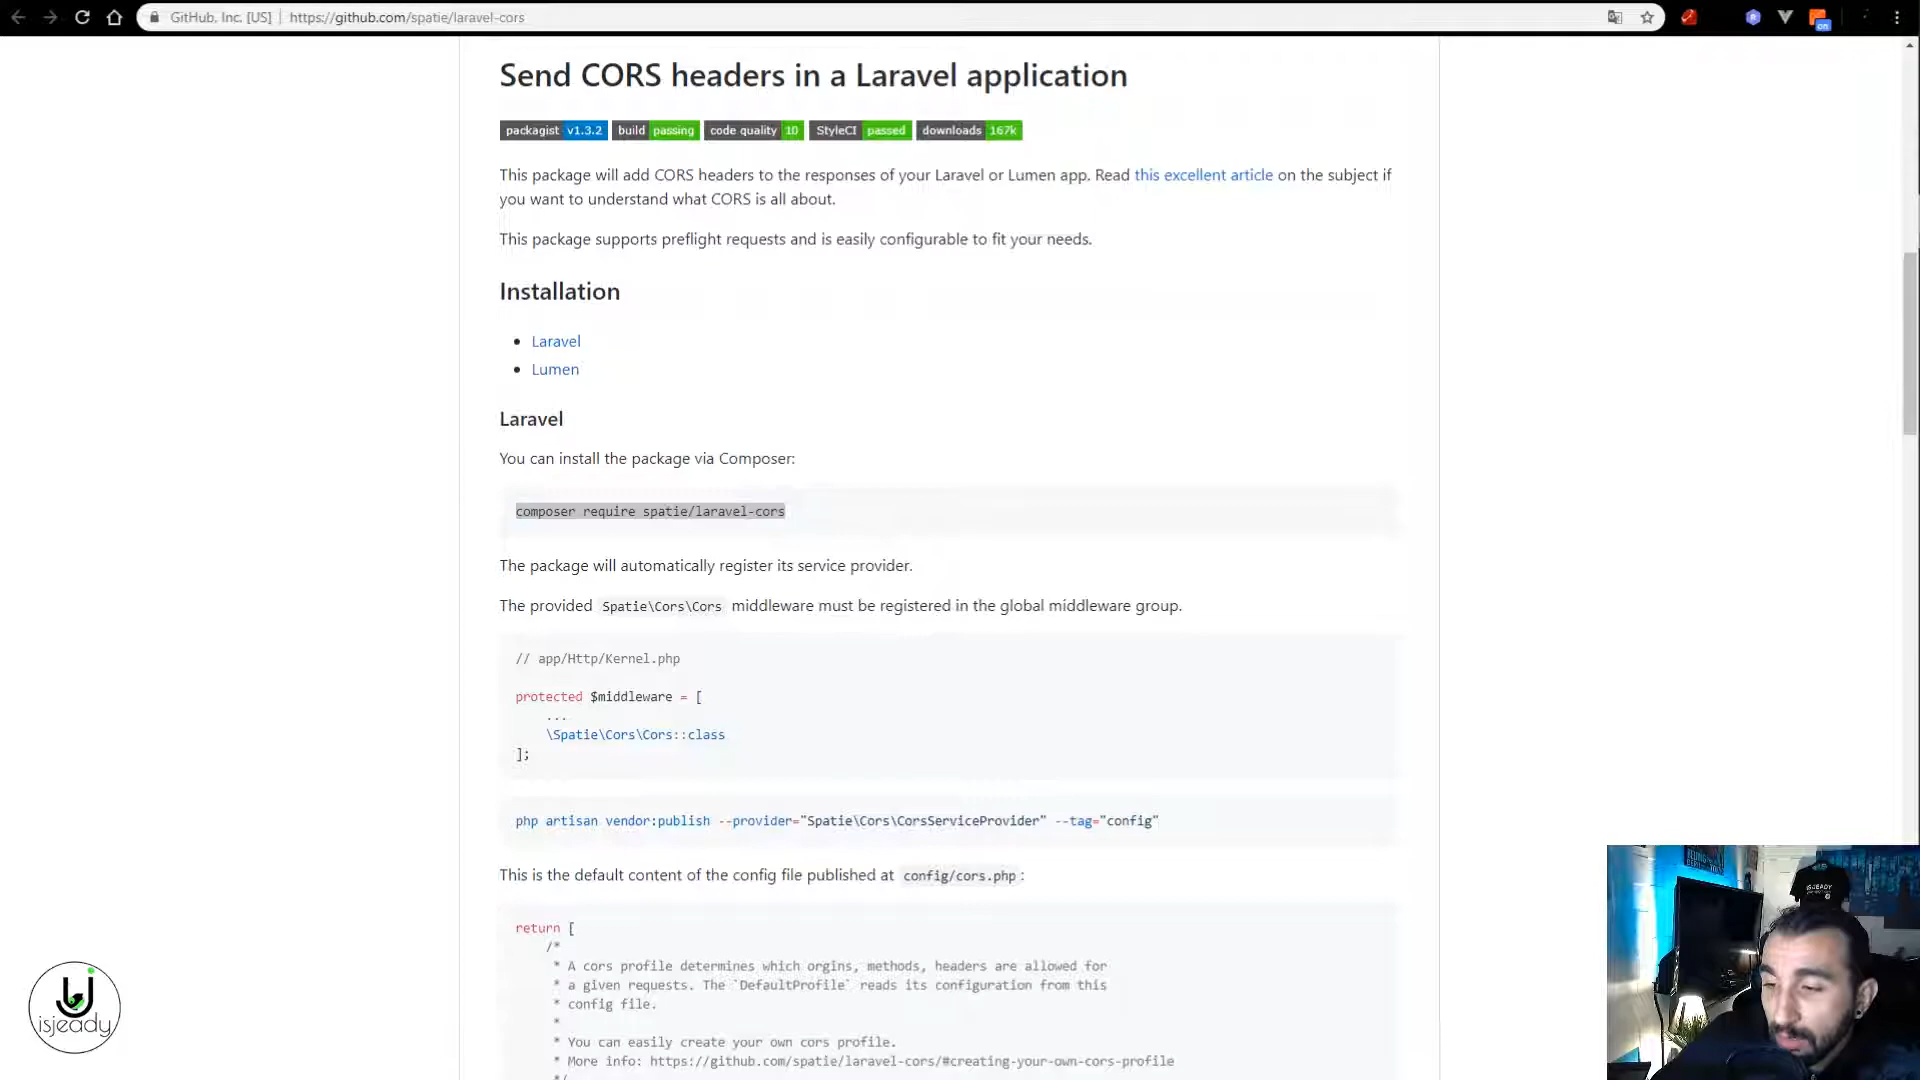 GitHub, Inc. [US] | https://github.com/spatie/laravel-cors
Send CORS headers in a Laravel application
packagist v1.3.2 build passing code quality 10 StyleCI passed downloads 167k
This package will add CORS headers to the responses of your Laravel or Lumen app. Read this excellent article on the subject if
you want to understand what CORS is all about.
This package supports preflight requests and is easily configurable to fit your needs.
Installation
• Laravel
• Lumen
Laravel
You can install the package via Composer:
composer require spatie/laravel-cors
The package will automatically register its service provider.
The provided Spatie\Cors\Cors middleware must be registered in the global middleware group.
// app/Http/Kernel.php
protected $middleware = [
...
\Spatie\Cors\Cors::class
];
php artisan vendor:publish --provider="Spatie\Cors\CorsServiceProvider" --tag="config"
This is the default content of the config file published at config/cors.php:
return [
/*
* A cors profile determines which orgins, methods, headers are allowed for
* a given requests. The `DefaultProfile` reads its configuration from this
* config file.
*
* You can easily create your own cors profile.
* More info: https://github.com/spatie/laravel-cors/#creating-your-own-cors-profile
*/
isjeady
ISJEADY